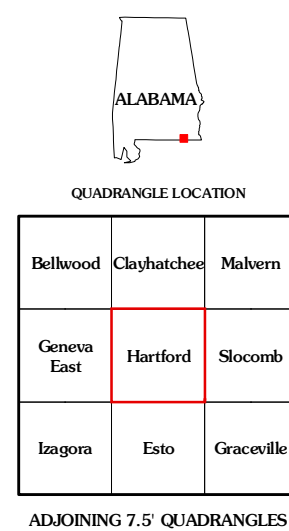 ALABAMA
QUADRANGLE LOCATION
Bellwood Clayhatchee Malvern
Geneva East Hartford Slocomb
Izagora Esto Graceville
ADJOINING 7.5' QUADRANGLES